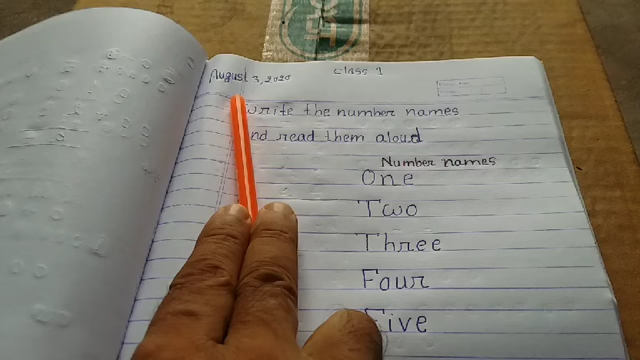 August 3, 2020
Class 1
Write the number names
and read them aloud
Number names
One
Two
Three
Four
Five